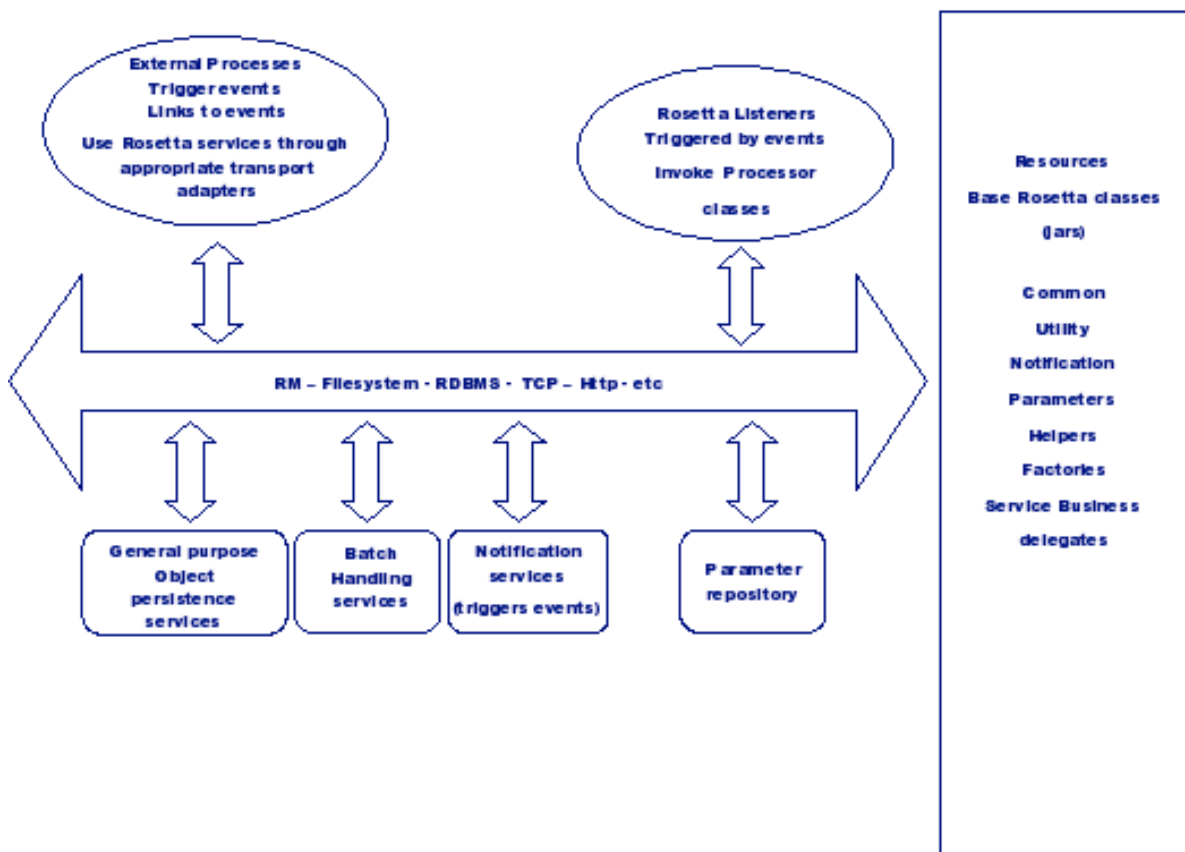 External Processes
Trigger events
Links to events
Use Rosetta services through
appropriate transport
adapters
Rosetta Listeners
Triggered by events
Invoke Processor
classes
RM – Filesystem - RDBMS - TCP – Http - etc
General purpose
Object
persistence
services
Batch
Handling
services
Notification
services
(triggers events)
Parameter
repository
Resources
Base Rosetta classes
(jars)
Common
Utility
Notification
Parameters
Helpers
Factories
Service Business
delegates